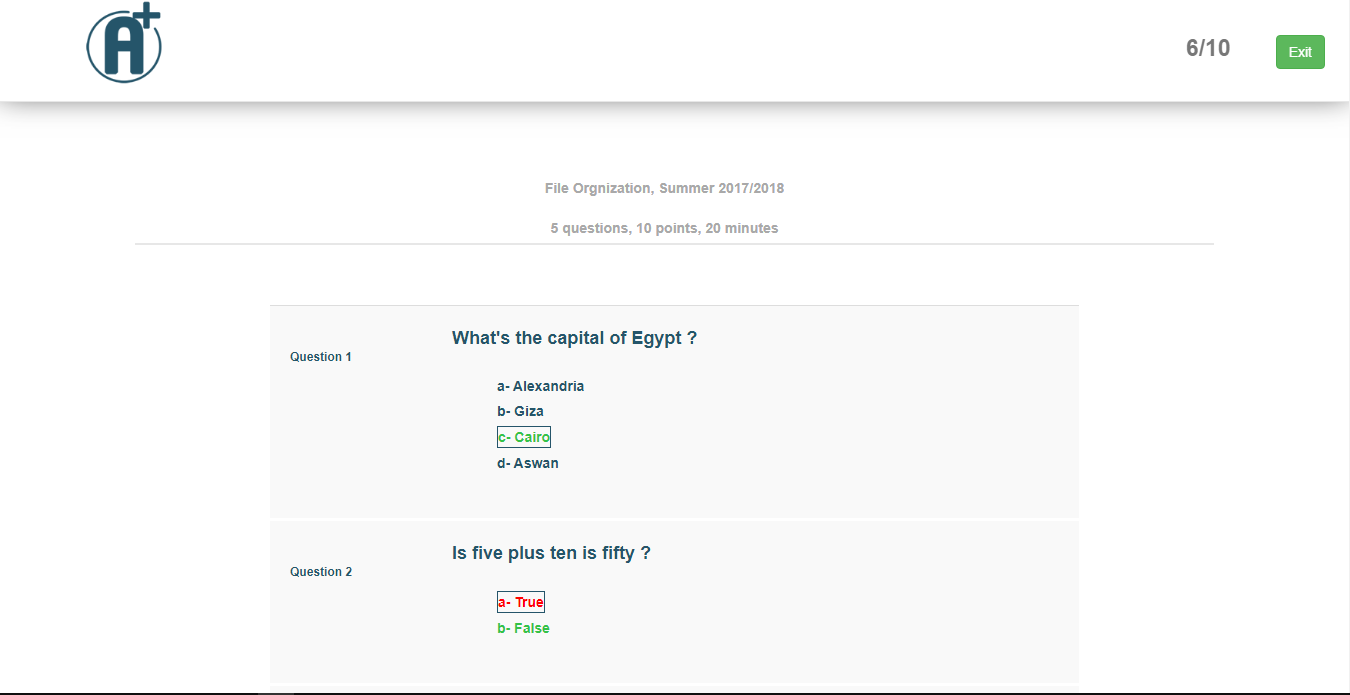 A+
6/10
Exit
File Orgnization, Summer 2017/2018
5 questions, 10 points, 20 minutes
What's the capital of Egypt ?
Question 1
a- Alexandria
b- Giza
c- Cairo
d- Aswan
Is five plus ten is fifty ?
Question 2
a- True
b- False